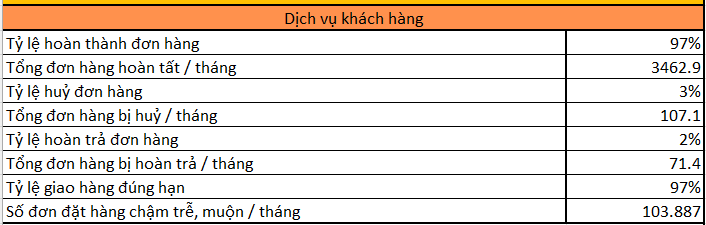 Dịch vụ khách hàng
Tỷ lệ hoàn thành đơn hàng 97%
Tổng đơn hàng hoàn tất / tháng 3462.9
Tỷ lệ huỷ đơn hàng 3%
Tổng đơn hàng bị huỷ / tháng 107.1
Tỷ lệ hoàn trả đơn hàng 2%
Tổng đơn hàng bị hoàn trả / tháng 71.4
Tỷ lệ giao hàng đúng hạn 97%
Số đơn đặt hàng chậm trễ, muộn / tháng 103.887